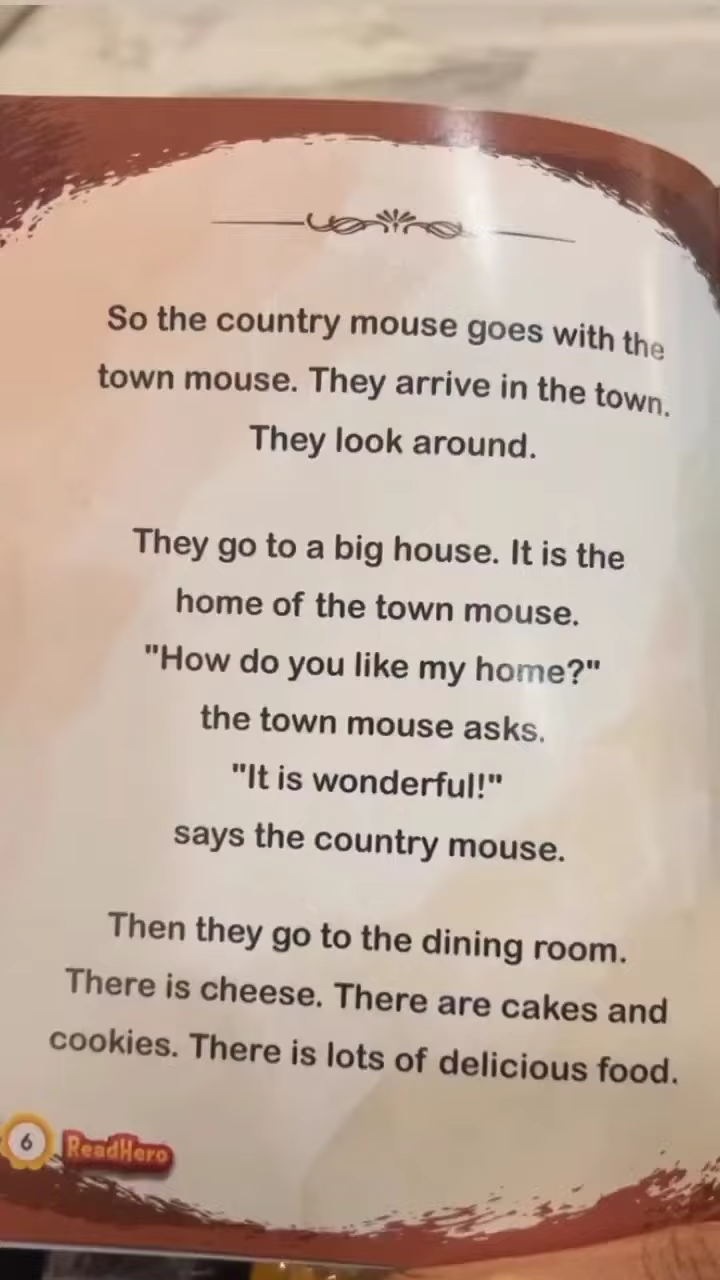 So the country mouse goes with the
town mouse. They arrive in the town.
They look around.
They go to a big house. It is the
home of the town mouse.
"How do you like my home?"
the town mouse asks.
"It is wonderful!"
says the country mouse.
Then they go to the dining room.
There is cheese. There are cakes and
cookies. There is lots of delicious food.
6 ReadHero